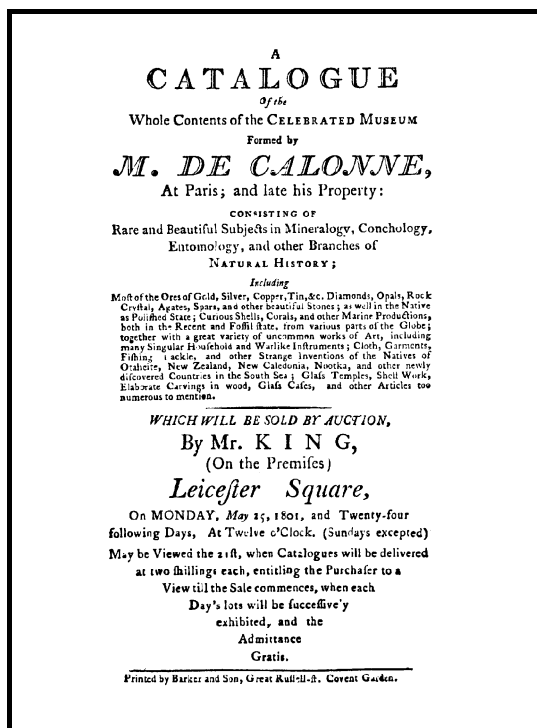 A
CATALOGUE
Of the
Whole Contents of the CELEBRATED MUSEUM
Formed by
M. DE CALONNE,
At Paris; and late his Property:
CONSISTING OF
Rare and Beautiful Subjects in Mineralogy, Conchology,
Entomology, and other Branches of
NATURAL HISTORY;
Including
Moſt of the Ores of Gold, Silver, Copper, Tin, &c. Diamonds, Opals, Rock
Cryſtal, Agates, Spars, and other beautiful Stones; as well in the Native
as Poliſhed State; Curious Shells, Corals, and other Marine Productions,
both in the Recent and Foſſil ſtate, from various parts of the Globe;
together with a great variety of uncommon works of Art, including
many Singular Houſehold and Warlike Inſtruments; Cloth, Garments,
Fiſhing Tackle, and other Strange Inventions of the Natives of
Otaheite, New Zealand, New Caledonia, Nootka, and other newly
diſcovered Countries in the South Sea; Glaſs Temples, Shell Work,
Elaborate Carvings in wood, Glaſs Caſes, and other Articles too
numerous to mention.
WHICH WILL BE SOLD BY AUCTION,
By Mr. KING,
(On the Premiſes)
Leiceſter Square,
On MONDAY, May 25, 1801, and Twenty-four
following Days, At Twelve o'Clock. (Sundays excepted)
May be Viewed the 21ſt, when Catalogues will be delivered
at two ſhillings each, entitling the Purchaſer to a
View till the Sale commences, when each
Day's lots will be ſucceſſive'y
exhibited, and the
Admittance
Gratis.
Printed by Barker and Son, Great Ruſſell-ſt. Covent Garden.